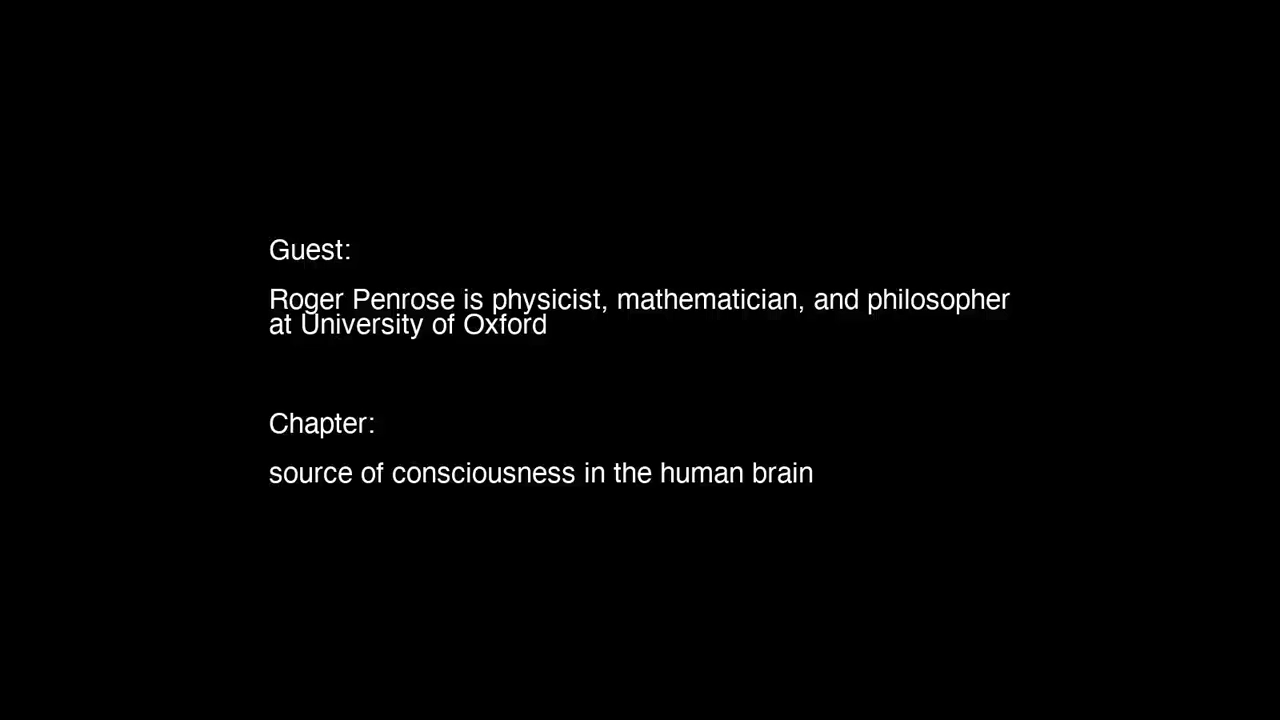 Guest:
Roger Penrose is physicist, mathematician, and philosopher
at University of Oxford
Chapter:
source of consciousness in the human brain